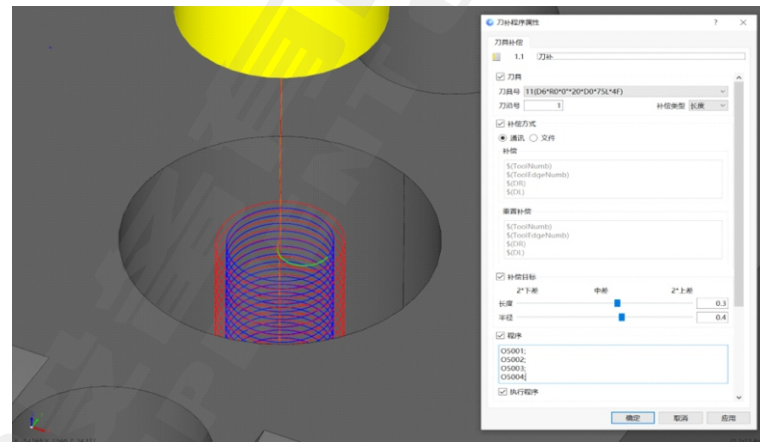 刀补程序属性
刀具补偿
1.1 刀补
刀具
刀具号 11(D6*R0*0°*20*D0*75L*4F)
刀沿号 1 补偿类型 长度
补偿方式
通讯 文件
补偿
$(ToolNumb)
$(ToolEdgeNumb)
$(DR)
$(DL)
重置补偿
$(ToolNumb)
$(ToolEdgeNumb)
$(DR)
$(DL)
补偿目标
2*下差 中差 2*上差
长度 0.3
半径 0.4
程序
O5001;
O5002;
O5003;
O5004;
执行程序
确定 取消 应用